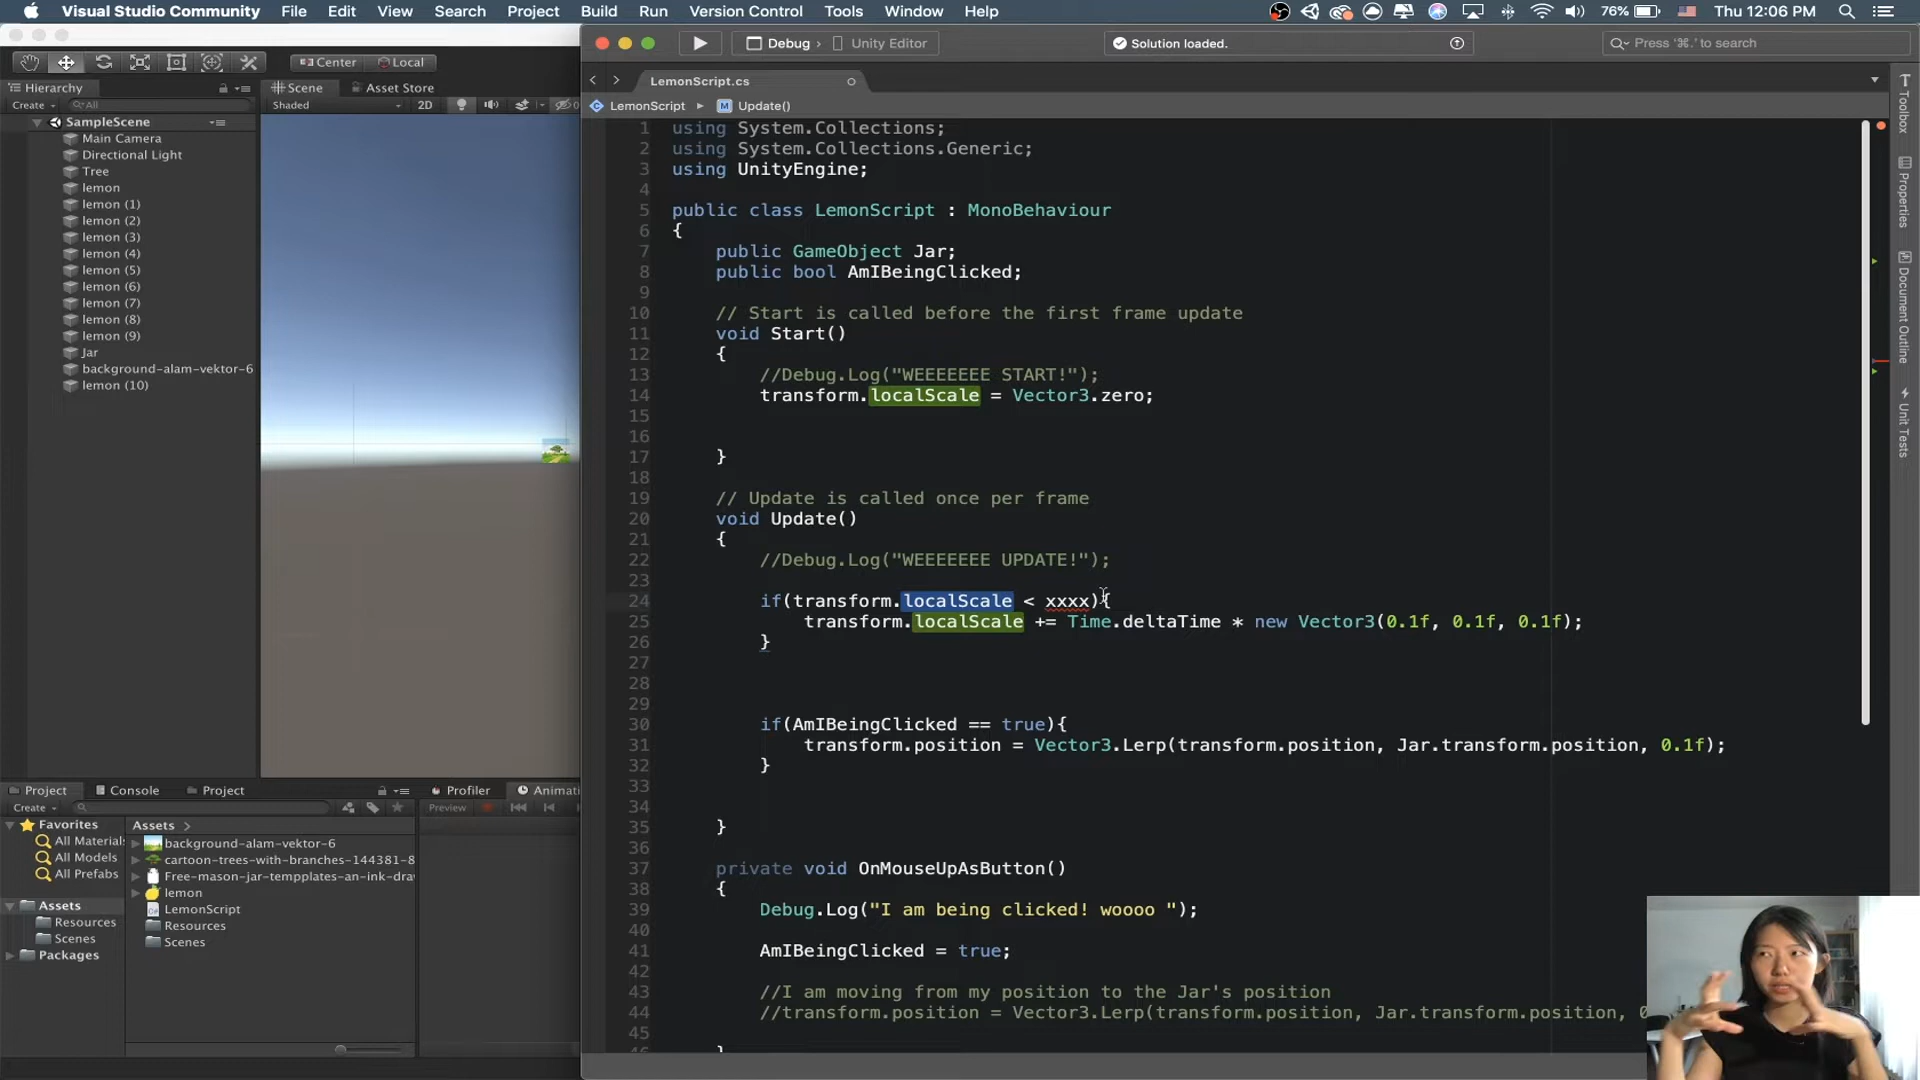 Visual Studio Community File Edit View Search Project Build Run Version Control Tools Window Help 76% Thu 12:06 PM
Debug › Unity Editor Solution loaded. Press '⌘.' to search
Center Local
Hierarchy
Create All
SampleScene
Main Camera
Directional Light
Tree
lemon
lemon (1)
lemon (2)
lemon (3)
lemon (4)
lemon (5)
lemon (6)
lemon (7)
lemon (8)
lemon (9)
Jar
background-alam-vektor-6
lemon (10)
Scene Asset Store
Shaded 2D 0
LemonScript.cs
LemonScript Update()
1 using System.Collections;
2 using System.Collections.Generic;
3 using UnityEngine;
4
5 public class LemonScript : MonoBehaviour
6 {
7 public GameObject Jar;
8 public bool AmIBeingClicked;
9
10 // Start is called before the first frame update
11 void Start()
12 {
13 //Debug.Log("WEEEEEEE START!");
14 transform.localScale = Vector3.zero;
15
16
17 }
18
19 // Update is called once per frame
20 void Update()
21 {
22 //Debug.Log("WEEEEEEE UPDATE!");
23
24 if(transform.localScale < xxxx){
25 transform.localScale += Time.deltaTime * new Vector3(0.1f, 0.1f, 0.1f);
26 }
27
28
29
30 if(AmIBeingClicked == true){
31 transform.position = Vector3.Lerp(transform.position, Jar.transform.position, 0.1f);
32 }
33
34
35 }
36
37 private void OnMouseUpAsButton()
38 {
39 Debug.Log("I am being clicked! woooo ");
40
41 AmIBeingClicked = true;
42
43 //I am moving from my position to the Jar's position
44 //transform.position = Vector3.Lerp(transform.position, Jar.transform.position, 0
45
46 }
Toolbox
Properties
Document Outline
Unit Tests
Project Console Project
Create
Favorites
All Materials
All Models
All Prefabs
Assets
Resources
Scenes
Packages
Assets
background-alam-vektor-6
cartoon-trees-with-branches-144381-8
Free-mason-jar-tempplates-an-ink-draw
lemon
LemonScript
Resources
Scenes
Profiler Animati
Preview